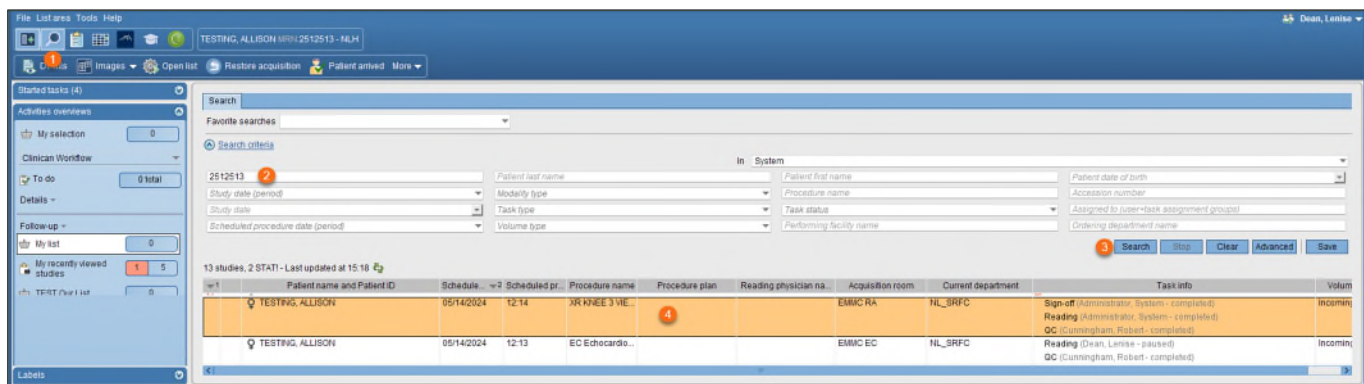 File List area Tools Help
Dean, Lenise
TESTING, ALLISON MRN 2512513 - NLH
1
Images Open list Restore acquisition Patient arrived More
Started tasks (4)
Activities overviews
My selection 0
Clinican Workflow
To do 0 total
Details
Follow-up
My list 0
My recently viewed studies 1 5
TEST Our List 0
Labels
Search
Favorite searches
Search criteria
In System
2512513 2 Patient last name Patient first name Patient date of birth
Study date (period) Modality type Procedure name Accession number
Study date Task type Task status Assigned to (user+task assignment groups)
Scheduled procedure date (period) Volume type Performing facility name Ordering department name
3 Search Stop Clear Advanced Save
13 studies, 2 STAT! - Last updated at 15:18
1 Patient name and Patient ID Schedule... 2 Scheduled pr... Procedure name Procedure plan Reading physician na... Acquisition room Current department Task info Volum
TESTING, ALLISON 05/14/2024 12:14 XR KNEE 3 VIE... 4 EMMC RA NL_SRFC Sign-off (Administrator, System - completed) Incoming
Reading (Administrator, System - completed)
QC (Cunningham, Robert - completed)
TESTING, ALLISON 05/14/2024 12:13 EC Echocardio... EMMC EC NL_SRFC Reading (Dean, Lenise - paused) Incoming
QC (Cunningham, Robert - completed)